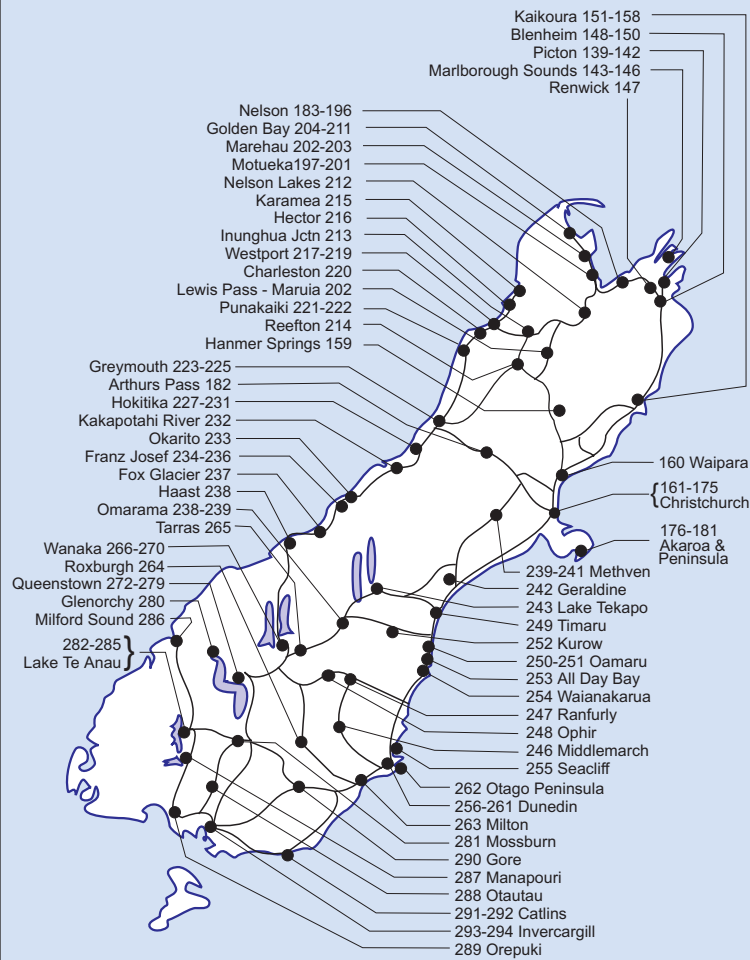 Kaikoura 151-158
Blenheim 148-150
Picton 139-142
Marlborough Sounds 143-146
Renwick 147
Nelson 183-196
Golden Bay 204-211
Marehau 202-203
Motueka197-201
Nelson Lakes 212
Karamea 215
Hector 216
Inunghua Jctn 213
Westport 217-219
Charleston 220
Lewis Pass - Maruia 202
Punakaiki 221-222
Reefton 214
Hanmer Springs 159
Greymouth 223-225
Arthurs Pass 182
Hokitika 227-231
Kakapotahi River 232
Okarito 233
Franz Josef 234-236
Fox Glacier 237
Haast 238
Omarama 238-239
Tarras 265
Wanaka 266-270
Roxburgh 264
Queenstown 272-279
Glenorchy 280
Milford Sound 286
282-285 }
Lake Te Anau
160 Waipara
{ 161-175
Christchurch
176-181
Akaroa &
Peninsula
239-241 Methven
242 Geraldine
243 Lake Tekapo
249 Timaru
252 Kurow
250-251 Oamaru
253 All Day Bay
254 Waianakarua
247 Ranfurly
248 Ophir
246 Middlemarch
255 Seacliff
262 Otago Peninsula
256-261 Dunedin
263 Milton
281 Mossburn
290 Gore
287 Manapouri
288 Otautau
291-292 Catlins
293-294 Invercargill
289 Orepuki